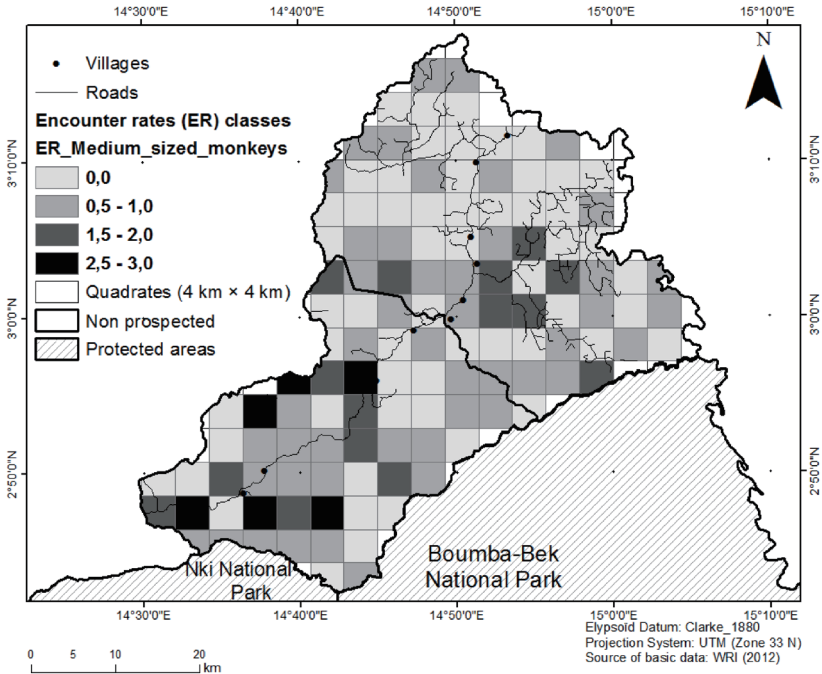 14°30'0"E 14°40'0"E 14°50'0"E 15°0'0"E 15°10'0"E
N
Villages
Roads
Encounter rates (ER) classes
ER_Medium_sized_monkeys
0,0
0,5 - 1,0
1,5 - 2,0
2,5 - 3,0
Quadrates (4 km × 4 km)
Non prospected
Protected areas
3°10'0"N 3°10'0"N
3°0'0"N 3°0'0"N
2°50'0"N 2°50'0"N
Nki National
Park
Boumba-Bek
National Park
14°30'0"E 14°40'0"E 14°50'0"E 15°0'0"E 15°10'0"E
Elypsoïd Datum: Clarke_1880
Projection System: UTM (Zone 33 N)
Source of basic data: WRI (2012)
0 5 10 20
km